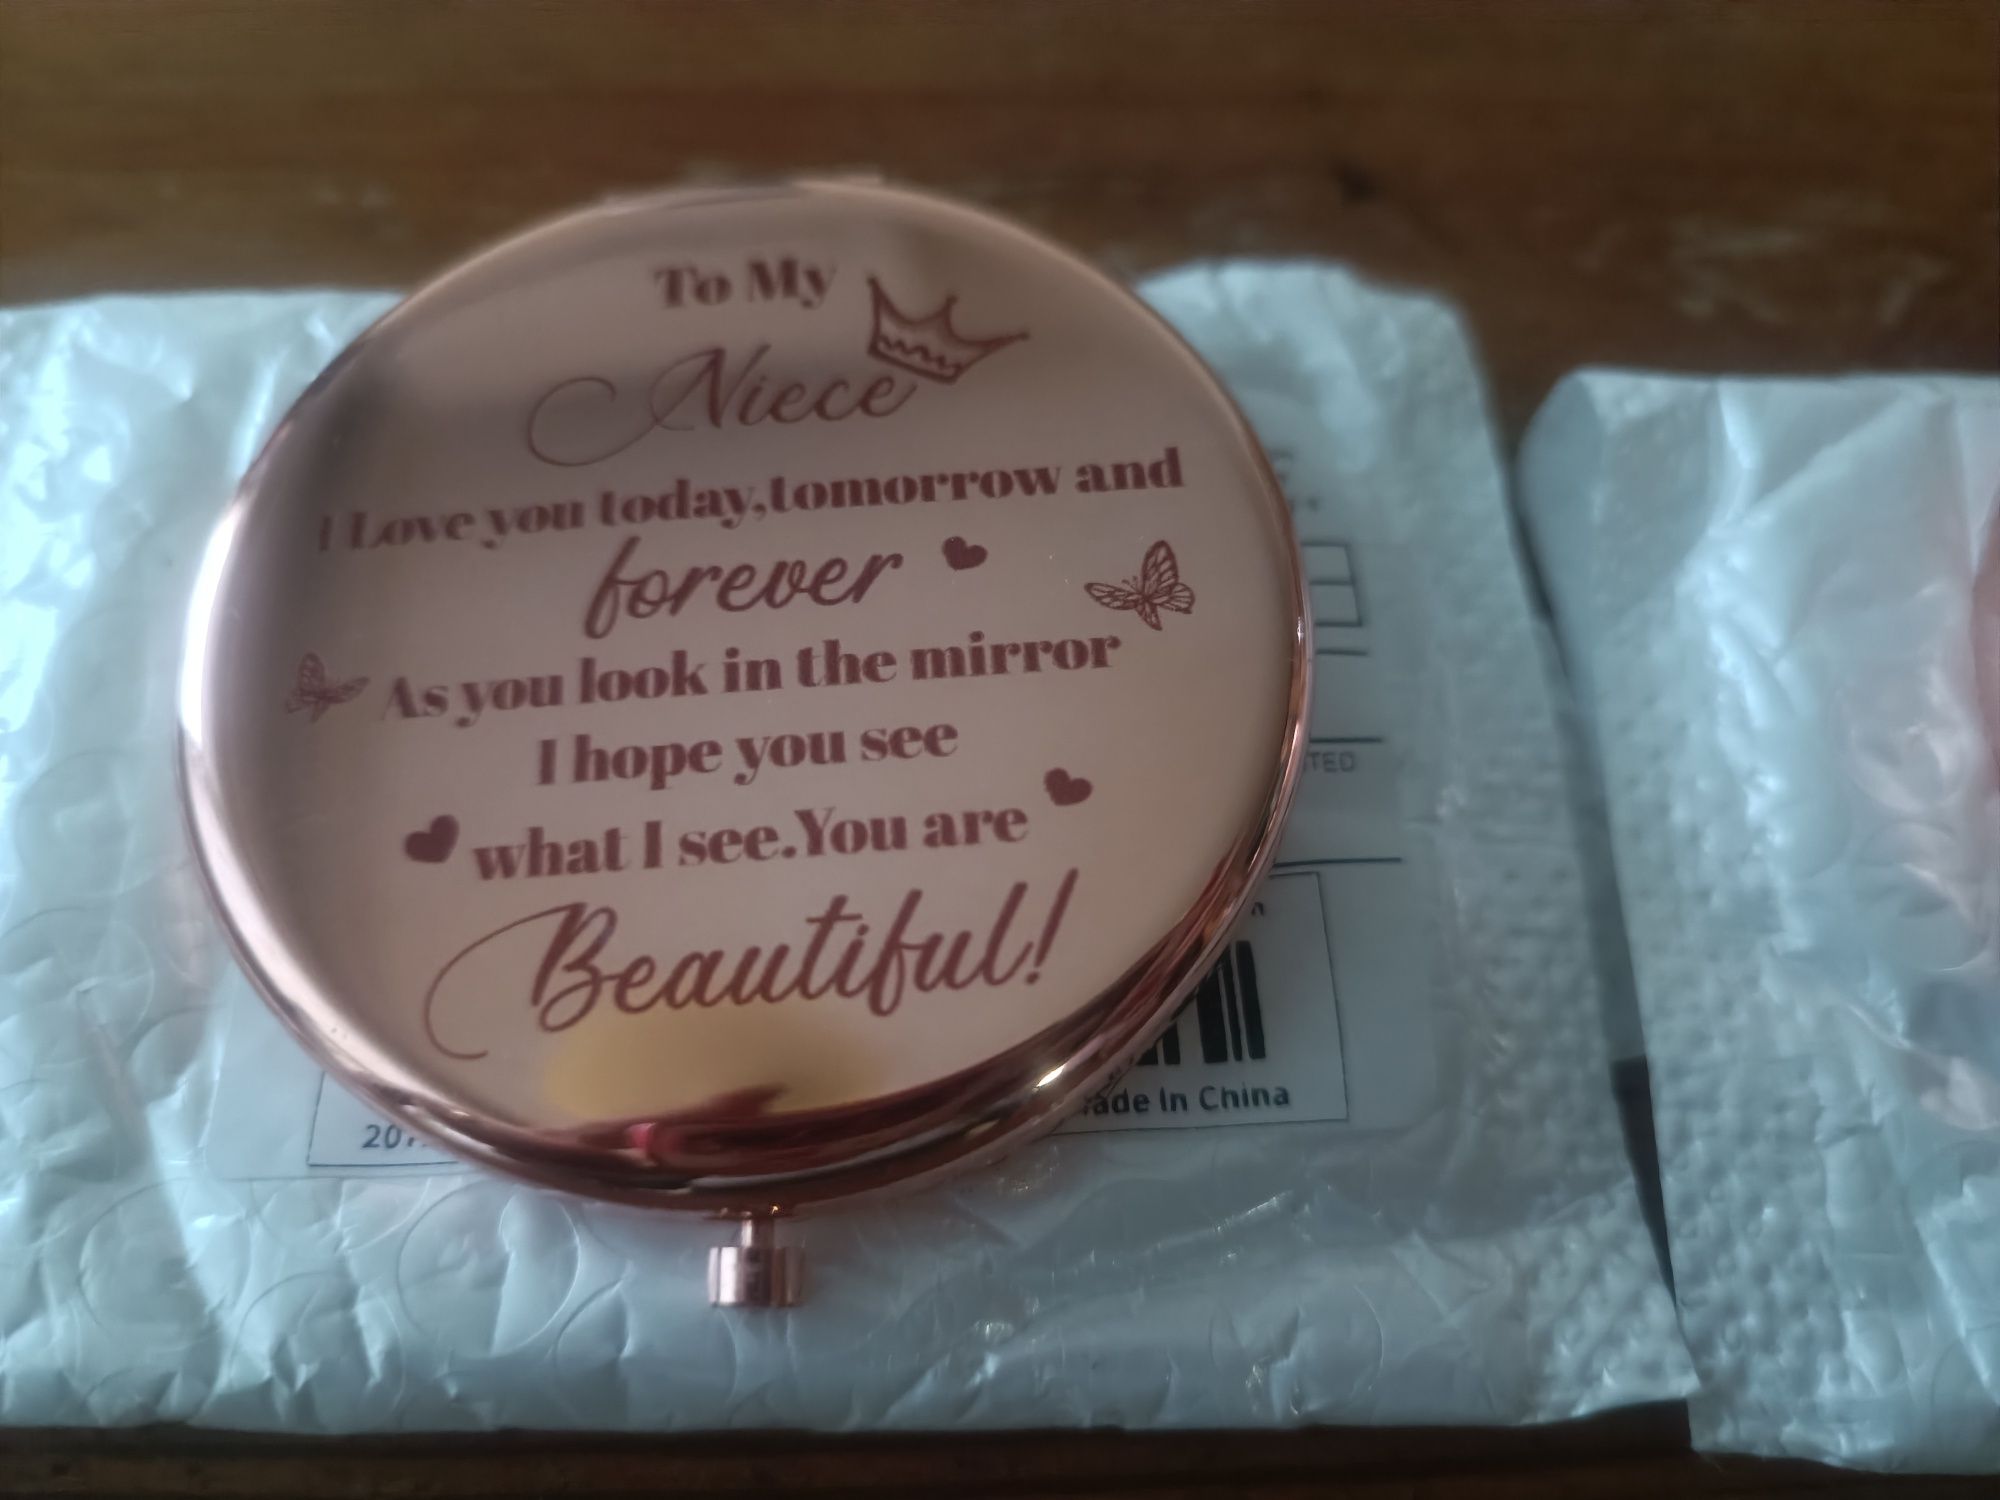 To My
Niece
I Love you today,tomorrow and
forever
As you look in the mirror
I hope you see
what I see.You are
Beautiful!
In China